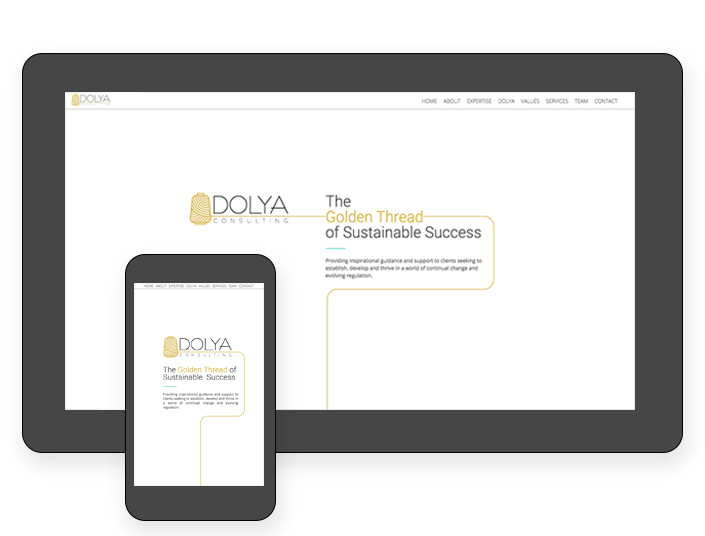 DOLYA
CONSULTING
HOME ABOUT EXPERTISE DOLYA VALUES SERVICES TEAM CONTACT
DOLYA
CONSULTING
The
Golden Thread
of Sustainable Success
Providing inspirational guidance and support to clients seeking to
establish, develop and thrive in a world of continual change and
evolving regulation.
HOME ABOUT EXPERTISE DOLYA VALUES SERVICES TEAM CONTACT
DOLYA
CONSULTING
The Golden Thread of
Sustainable Success
Providing inspirational guidance and support to
clients seeking to establish, develop and thrive in
a world of continual change and evolving
regulation.